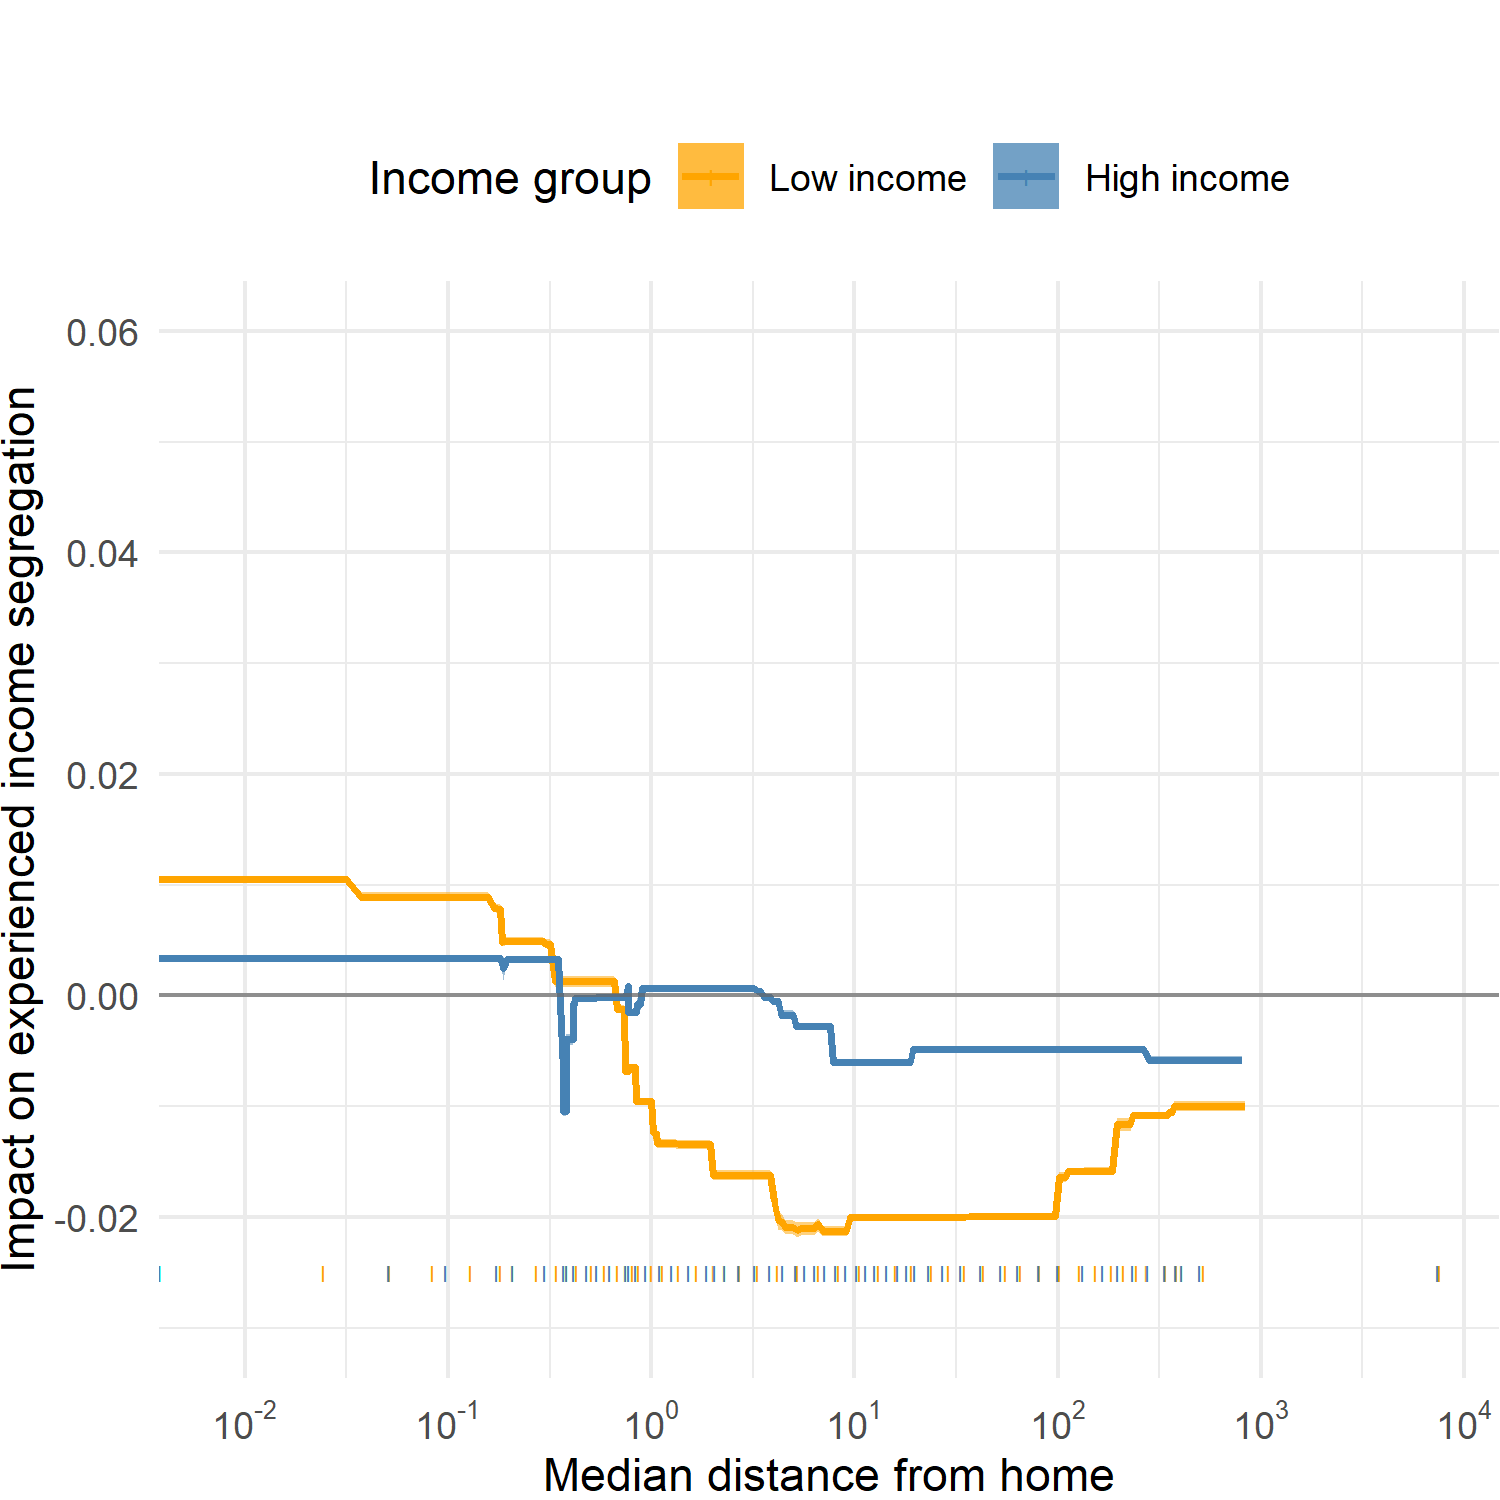 Income group Low income High income
Impact on experienced income segregation
0.06
0.04
0.02
0.00
-0.02
10-2 10-1 100 101 102 103 104
Median distance from home